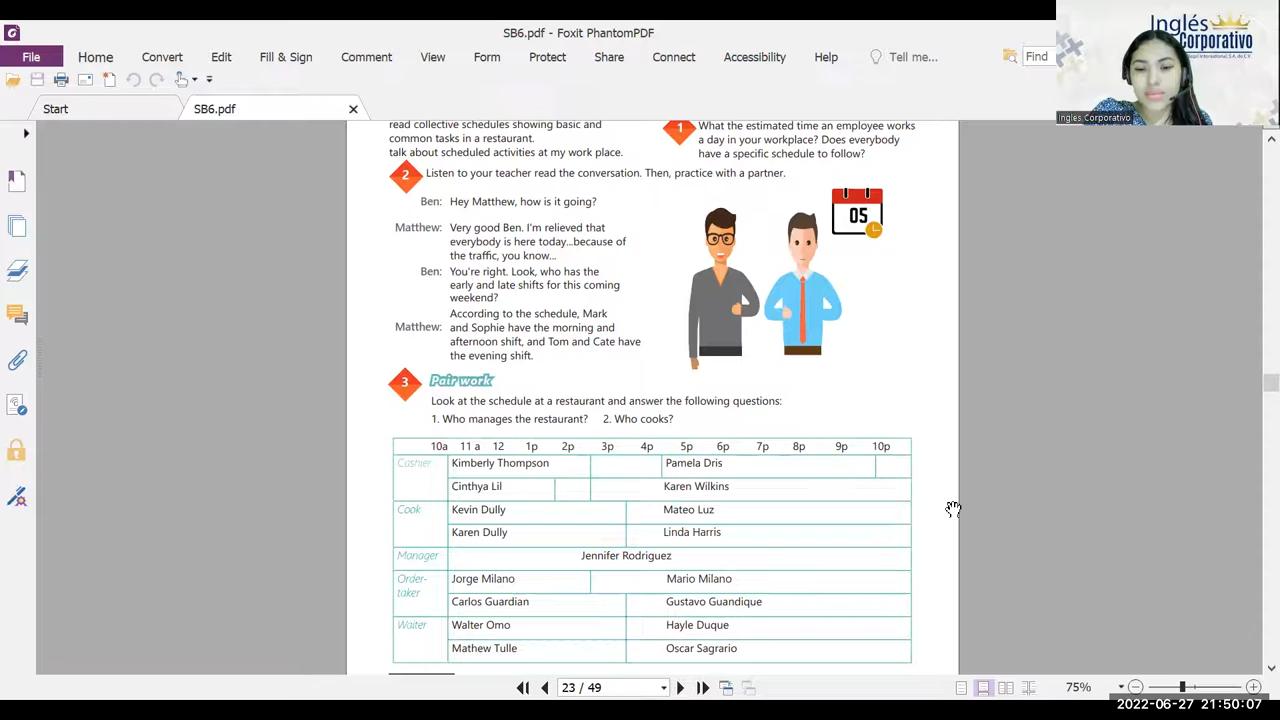 SB6.pdf - Foxit PhantomPDF
Inglés
Corporativo
File Home Convert Edit Fill & Sign Comment View Form Protect Share Connect Accessibility Help Tell me... Find
Ingles Corporativo
Start SB6.pdf
read collective schedules showing basic and
common tasks in a restaurant.
talk about scheduled activities at my work place.
1 What the estimated time an employee works
a day in your workplace? Does everybody
have a specific schedule to follow?
2 Listen to your teacher read the conversation. Then, practice with a partner.
05
Ben: Hey Matthew, how is it going?
Matthew: Very good Ben. I'm relieved that
everybody is here today...because of
the traffic, you know...
Ben: You're right. Look, who has the
early and late shifts for this coming
weekend?
According to the schedule, Mark
Matthew: and Sophie have the morning and
afternoon shift, and Tom and Cate have
the evening shift.
3 Pair work
Look at the schedule at a restaurant and answer the following questions:
1. Who manages the restaurant? 2. Who cooks?
10a 11 a 12 1p 2p 3p 4p 5p 6p 7p 8p 9p 10p
Cashier Kimberly Thompson Pamela Dris
Cinthya Lil Karen Wilkins
Cook Kevin Dully Mateo Luz
Karen Dully Linda Harris
Manager Jennifer Rodriguez
Order-
taker Jorge Milano Mario Milano
Carlos Guardian Gustavo Guandique
Waiter Walter Omo Hayle Duque
Mathew Tulle Oscar Sagrario
23 / 49 75%
2022-06-27 21:50:07